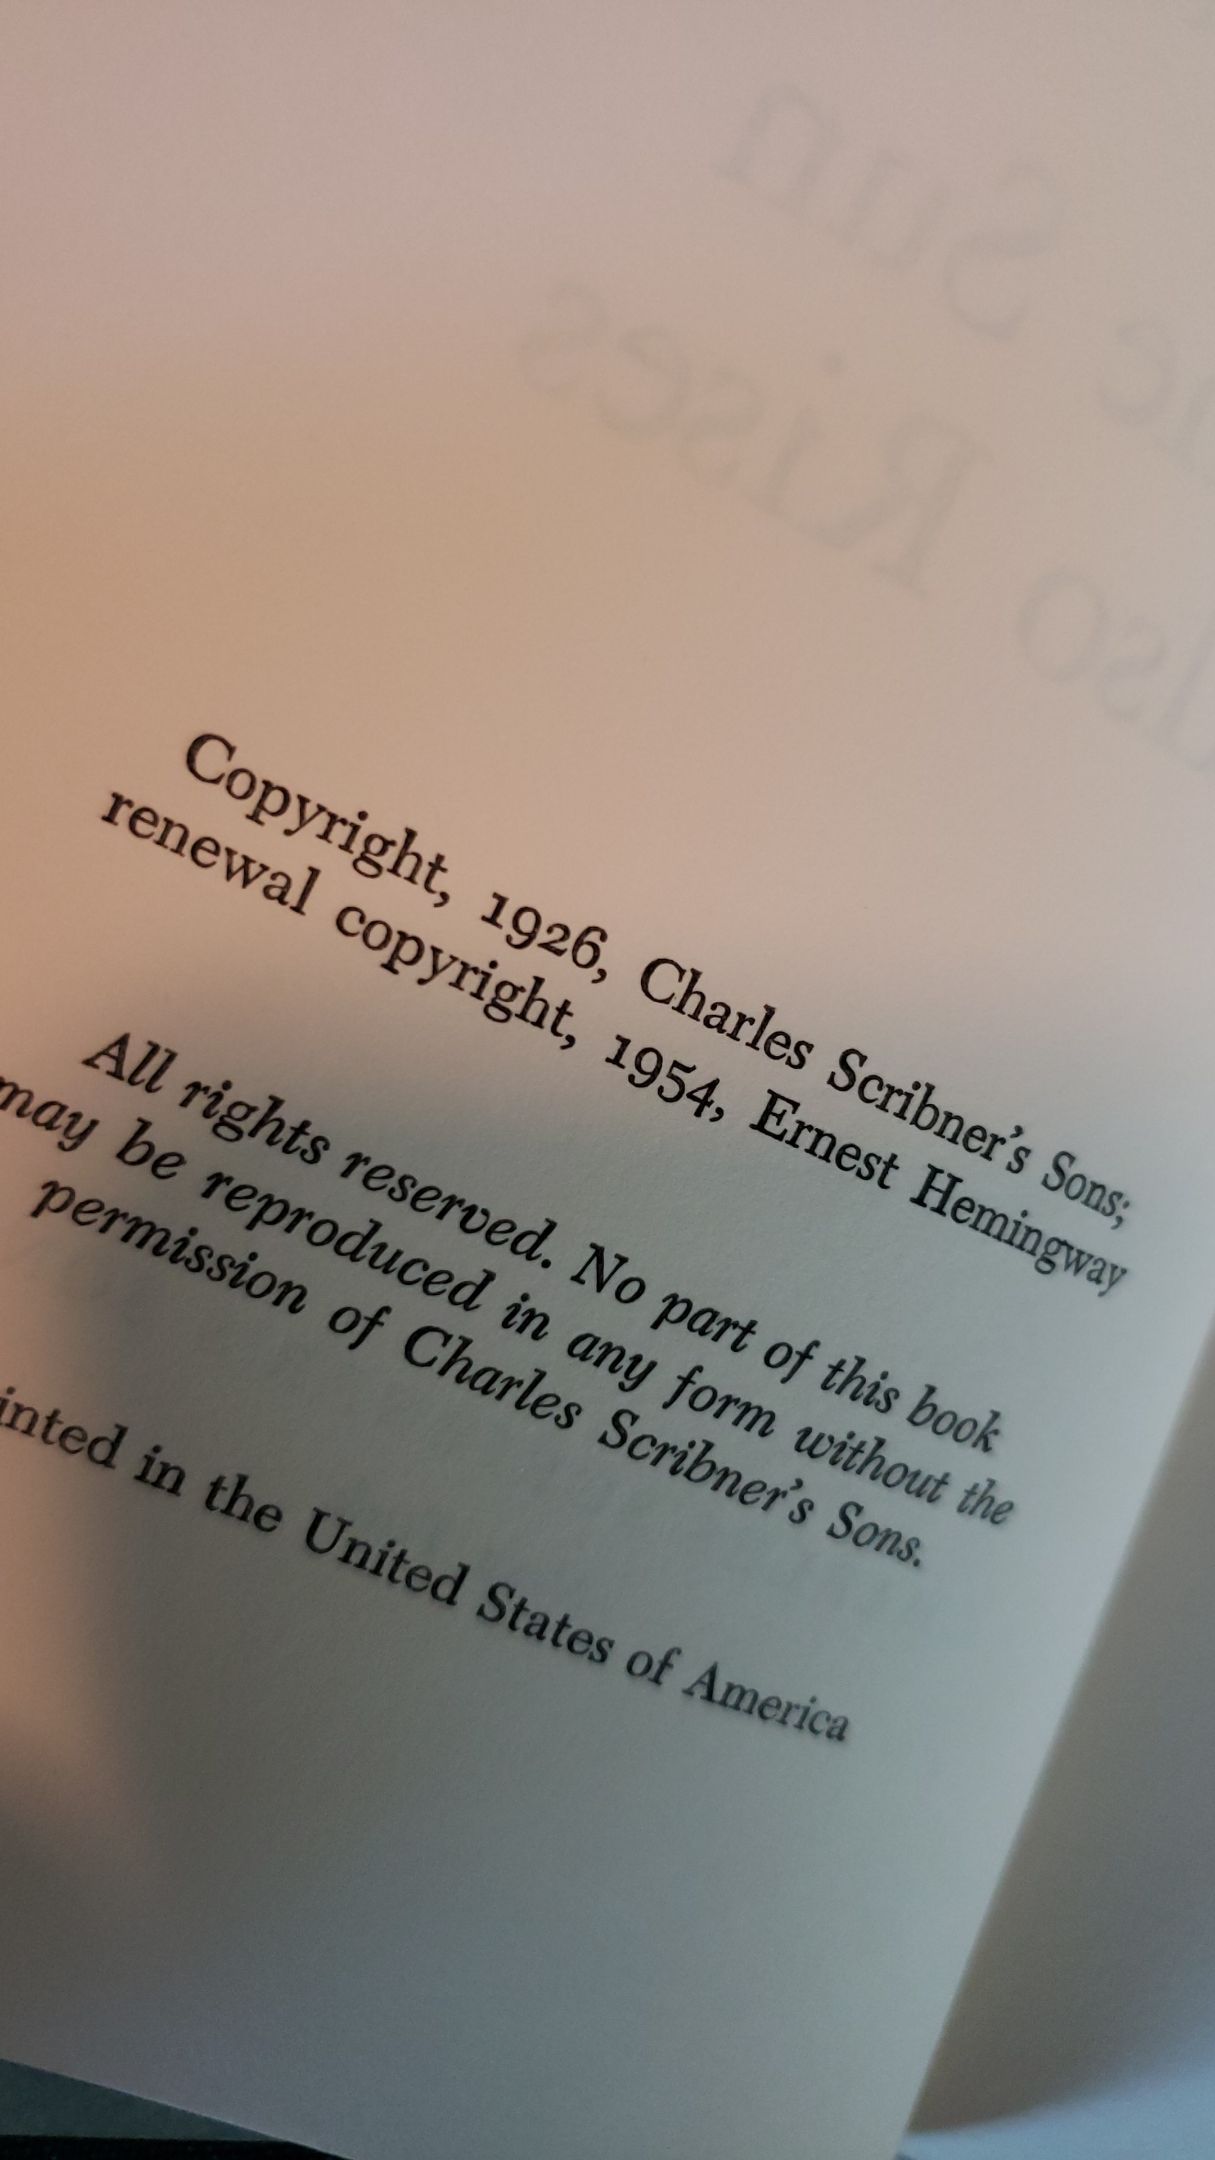 Sun
Rises
Copyright, 1926, Charles Scribner's Sons;
renewal copyright, 1954, Ernest Hemingway
All rights reserved. No part of this book
may be reproduced in any form without the
permission of Charles Scribner's Sons.
inted in the United States of America